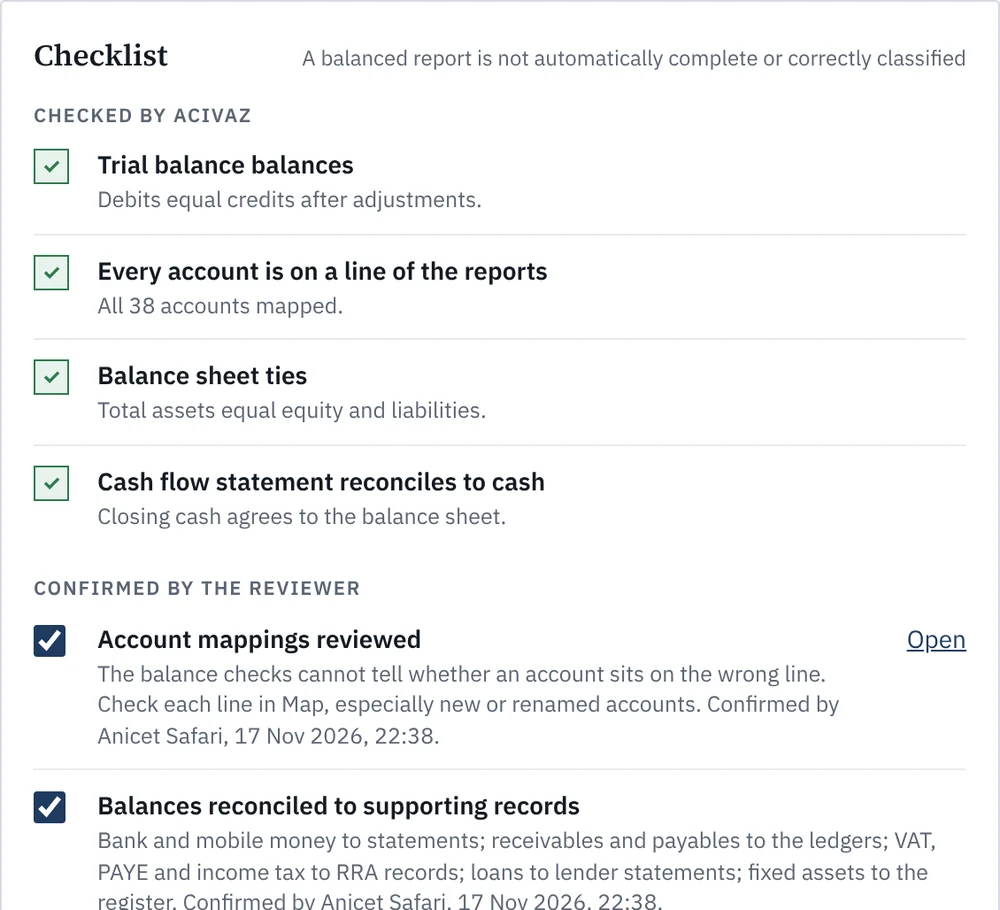 Checklist
A balanced report is not automatically complete or correctly classified
CHECKED BY ACIVAZ
Trial balance balances
Debits equal credits after adjustments.
Every account is on a line of the reports
All 38 accounts mapped.
Balance sheet ties
Total assets equal equity and liabilities.
Cash flow statement reconciles to cash
Closing cash agrees to the balance sheet.
CONFIRMED BY THE REVIEWER
Account mappings reviewed
Open
The balance checks cannot tell whether an account sits on the wrong line.
Check each line in Map, especially new or renamed accounts. Confirmed by
Anicet Safari, 17 Nov 2026, 22:38.
Balances reconciled to supporting records
Bank and mobile money to statements; receivables and payables to the ledgers; VAT,
PAYE and income tax to RRA records; loans to lender statements; fixed assets to the
register. Confirmed by Anicet Safari, 17 Nov 2026, 22:38.